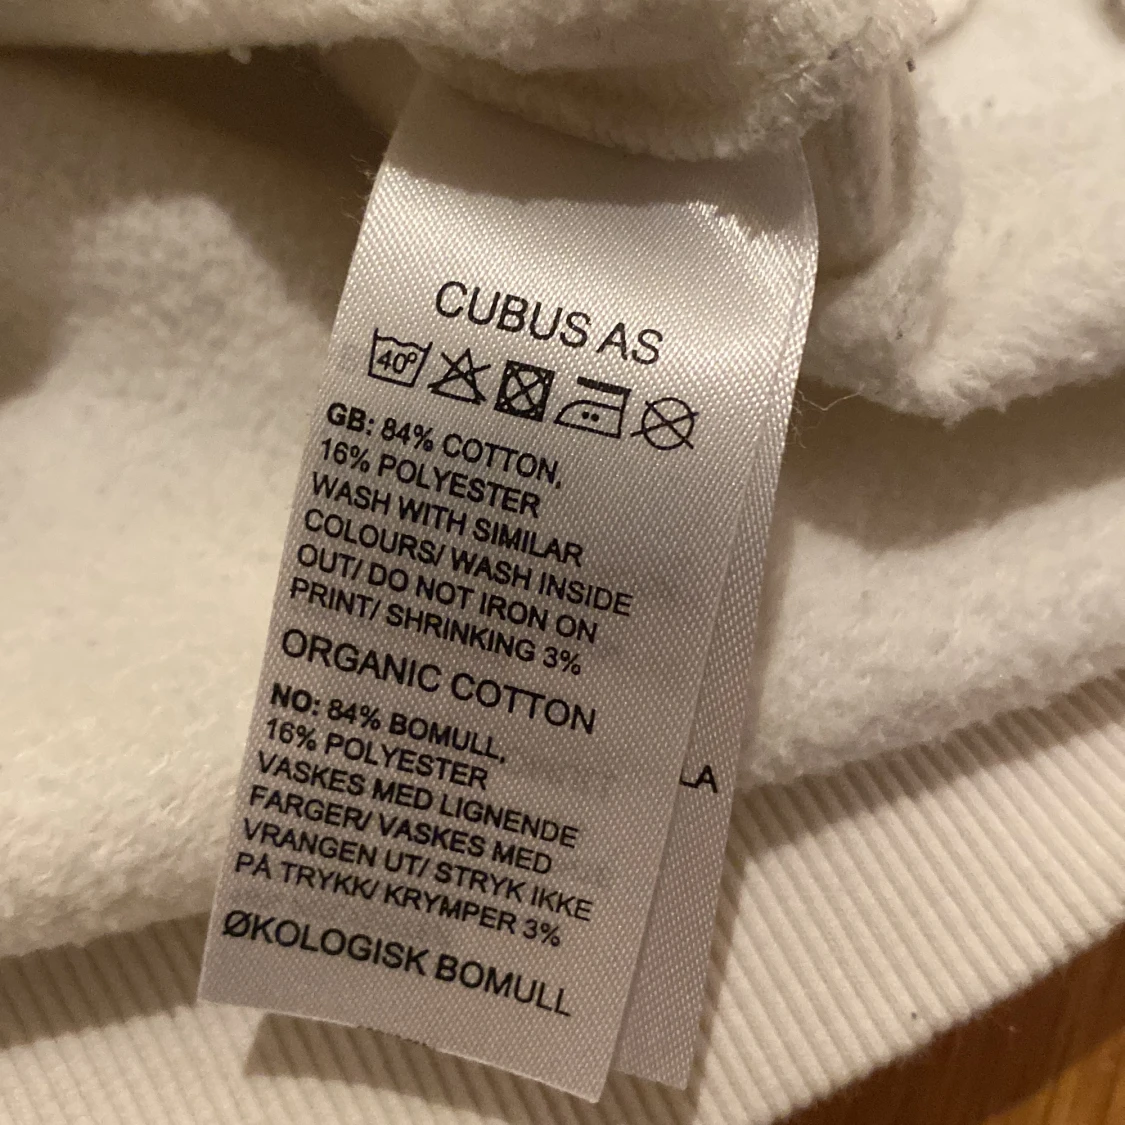 CUBUS AS
40°
GB: 84% COTTON,
16% POLYESTER
WASH WITH SIMILAR
COLOURS/ WASH INSIDE
OUT/ DO NOT IRON ON
PRINT/ SHRINKING 3%
ORGANIC COTTON
NO: 84% BOMULL,
16% POLYESTER
VASKES MED LIGNENDE
FARGER/ VASKES MED
VRANGEN UT/ STRYK IKKE
PÅ TRYKK/ KRYMPER 3%
ØKOLOGISK BOMULL
LA